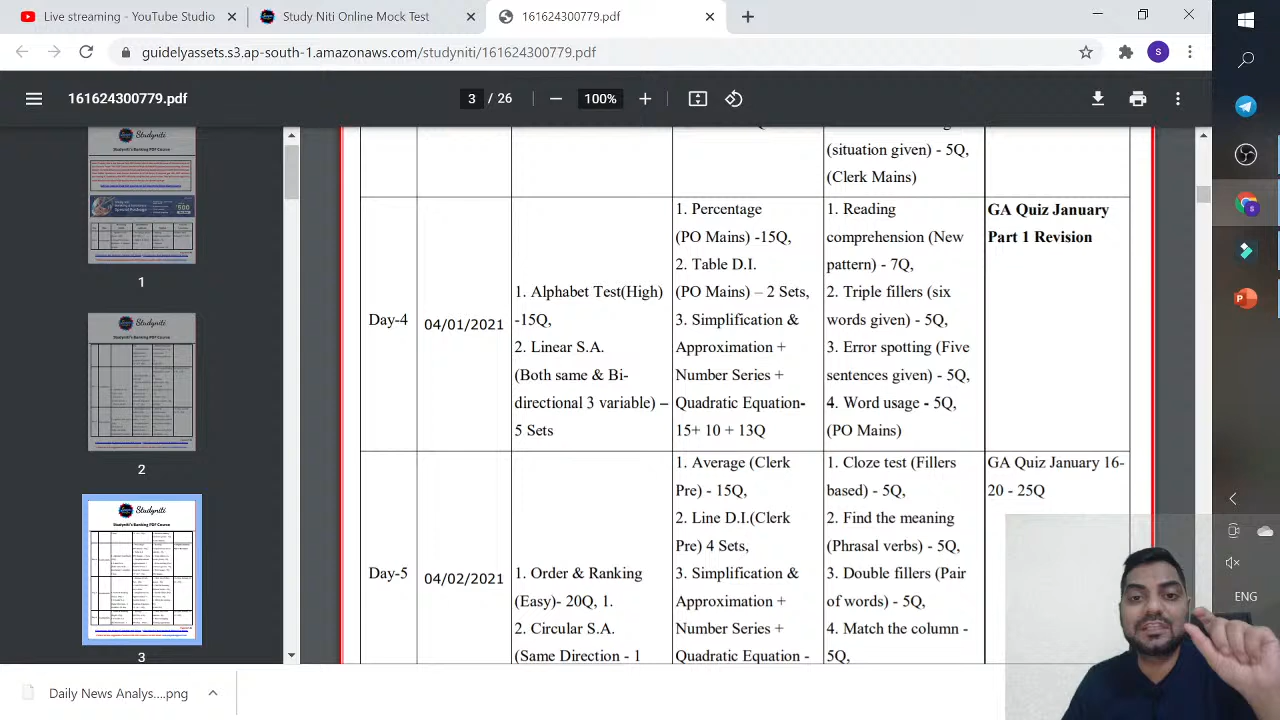 Live streaming - YouTube Studio
Study Niti Online Mock Test
161624300779.pdf
guidelyassets.s3.ap-south-1.amazonaws.com/studyniti/161624300779.pdf
S
161624300779.pdf
3 / 26
100%
Studyniti
1
Studyniti
2
Studyniti
Studyniti's Banking PDF Course
3
(situation given) - 5Q,
(Clerk Mains)
Day-4
04/01/2021
1. Alphabet Test(High)
-15Q,
2. Linear S.A.
(Both same & Bi-
directional 3 variable) –
5 Sets
1. Percentage
(PO Mains) -15Q,
2. Table D.I.
(PO Mains) – 2 Sets,
3. Simplification &
Approximation +
Number Series +
Quadratic Equation-
15+ 10 + 13Q
1. Reading
comprehension (New
pattern) - 7Q,
2. Triple fillers (six
words given) - 5Q,
3. Error spotting (Five
sentences given) - 5Q,
4. Word usage - 5Q,
(PO Mains)
GA Quiz January
Part 1 Revision
Day-5
04/02/2021
1. Order & Ranking
(Easy)- 20Q, 1.
2. Circular S.A.
(Same Direction - 1
1. Average (Clerk
Pre) - 15Q,
2. Line D.I.(Clerk
Pre) 4 Sets,
3. Simplification &
Approximation +
Number Series +
Quadratic Equation -
1. Cloze test (Fillers
based) - 5Q,
2. Find the meaning
(Phrasal verbs) - 5Q,
3. Double fillers (Pair
of words) - 5Q,
4. Match the column -
5Q,
GA Quiz January 16-
20 - 25Q
ENG
Daily News Analys....png